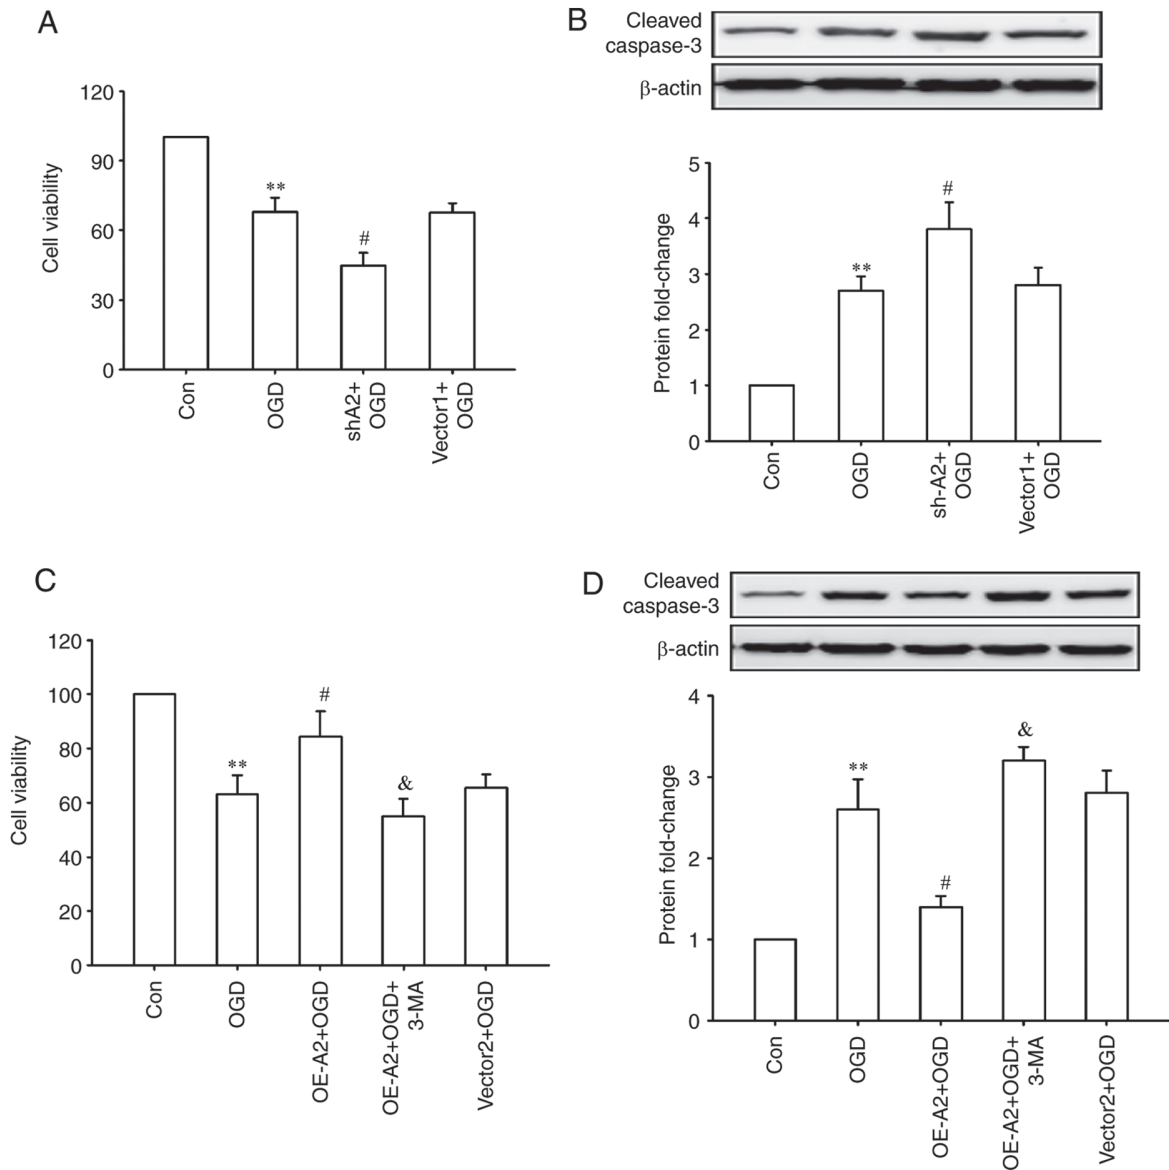 A
120
90
60
30
0
Cell viability
**
#
Con
OGD
shA2+
OGD
Vector1+
OGD
B
Cleaved
caspase-3
β-actin
5
4
3
2
1
0
Protein fold-change
**
#
Con
OGD
sh-A2+
OGD
Vector1+
OGD
C
120
100
80
60
40
20
0
Cell viability
**
#
&
Con
OGD
OE-A2+OGD
OE-A2+OGD+
3-MA
Vector2+OGD
D
Cleaved
caspase-3
β-actin
4
3
2
1
0
Protein fold-change
**
#
&
Con
OGD
OE-A2+OGD
OE-A2+OGD+
3-MA
Vector2+OGD